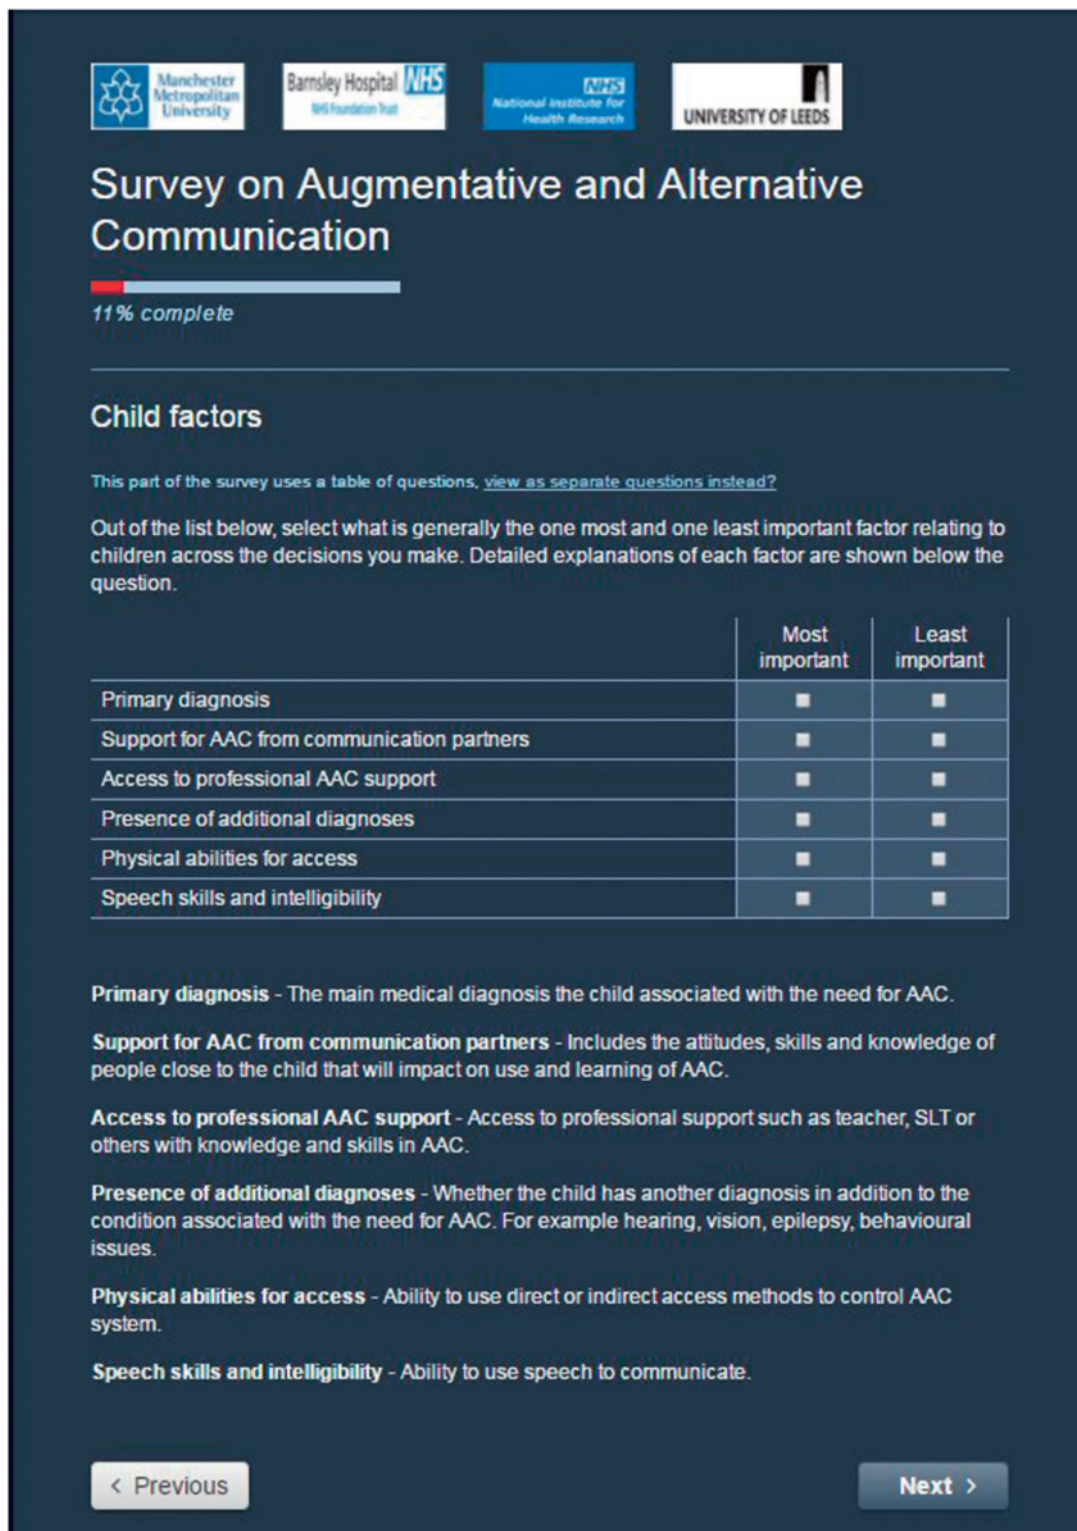 Manchester
Metropolitan
University
Barnsley Hospital NHS
NHS Foundation Trust
NHS
National Institute for
Health Research
UNIVERSITY OF LEEDS
Survey on Augmentative and Alternative
Communication
11% complete
Child factors
This part of the survey uses a table of questions, view as separate questions instead?
Out of the list below, select what is generally the one most and one least important factor relating to
children across the decisions you make. Detailed explanations of each factor are shown below the
question.
Most important
Least important
Primary diagnosis
Support for AAC from communication partners
Access to professional AAC support
Presence of additional diagnoses
Physical abilities for access
Speech skills and intelligibility
Primary diagnosis - The main medical diagnosis the child associated with the need for AAC.
Support for AAC from communication partners - Includes the attitudes, skills and knowledge of
people close to the child that will impact on use and learning of AAC.
Access to professional AAC support - Access to professional support such as teacher, SLT or
others with knowledge and skills in AAC.
Presence of additional diagnoses - Whether the child has another diagnosis in addition to the
condition associated with the need for AAC. For example hearing, vision, epilepsy, behavioural
issues.
Physical abilities for access - Ability to use direct or indirect access methods to control AAC
system.
Speech skills and intelligibility - Ability to use speech to communicate.
< Previous
Next >